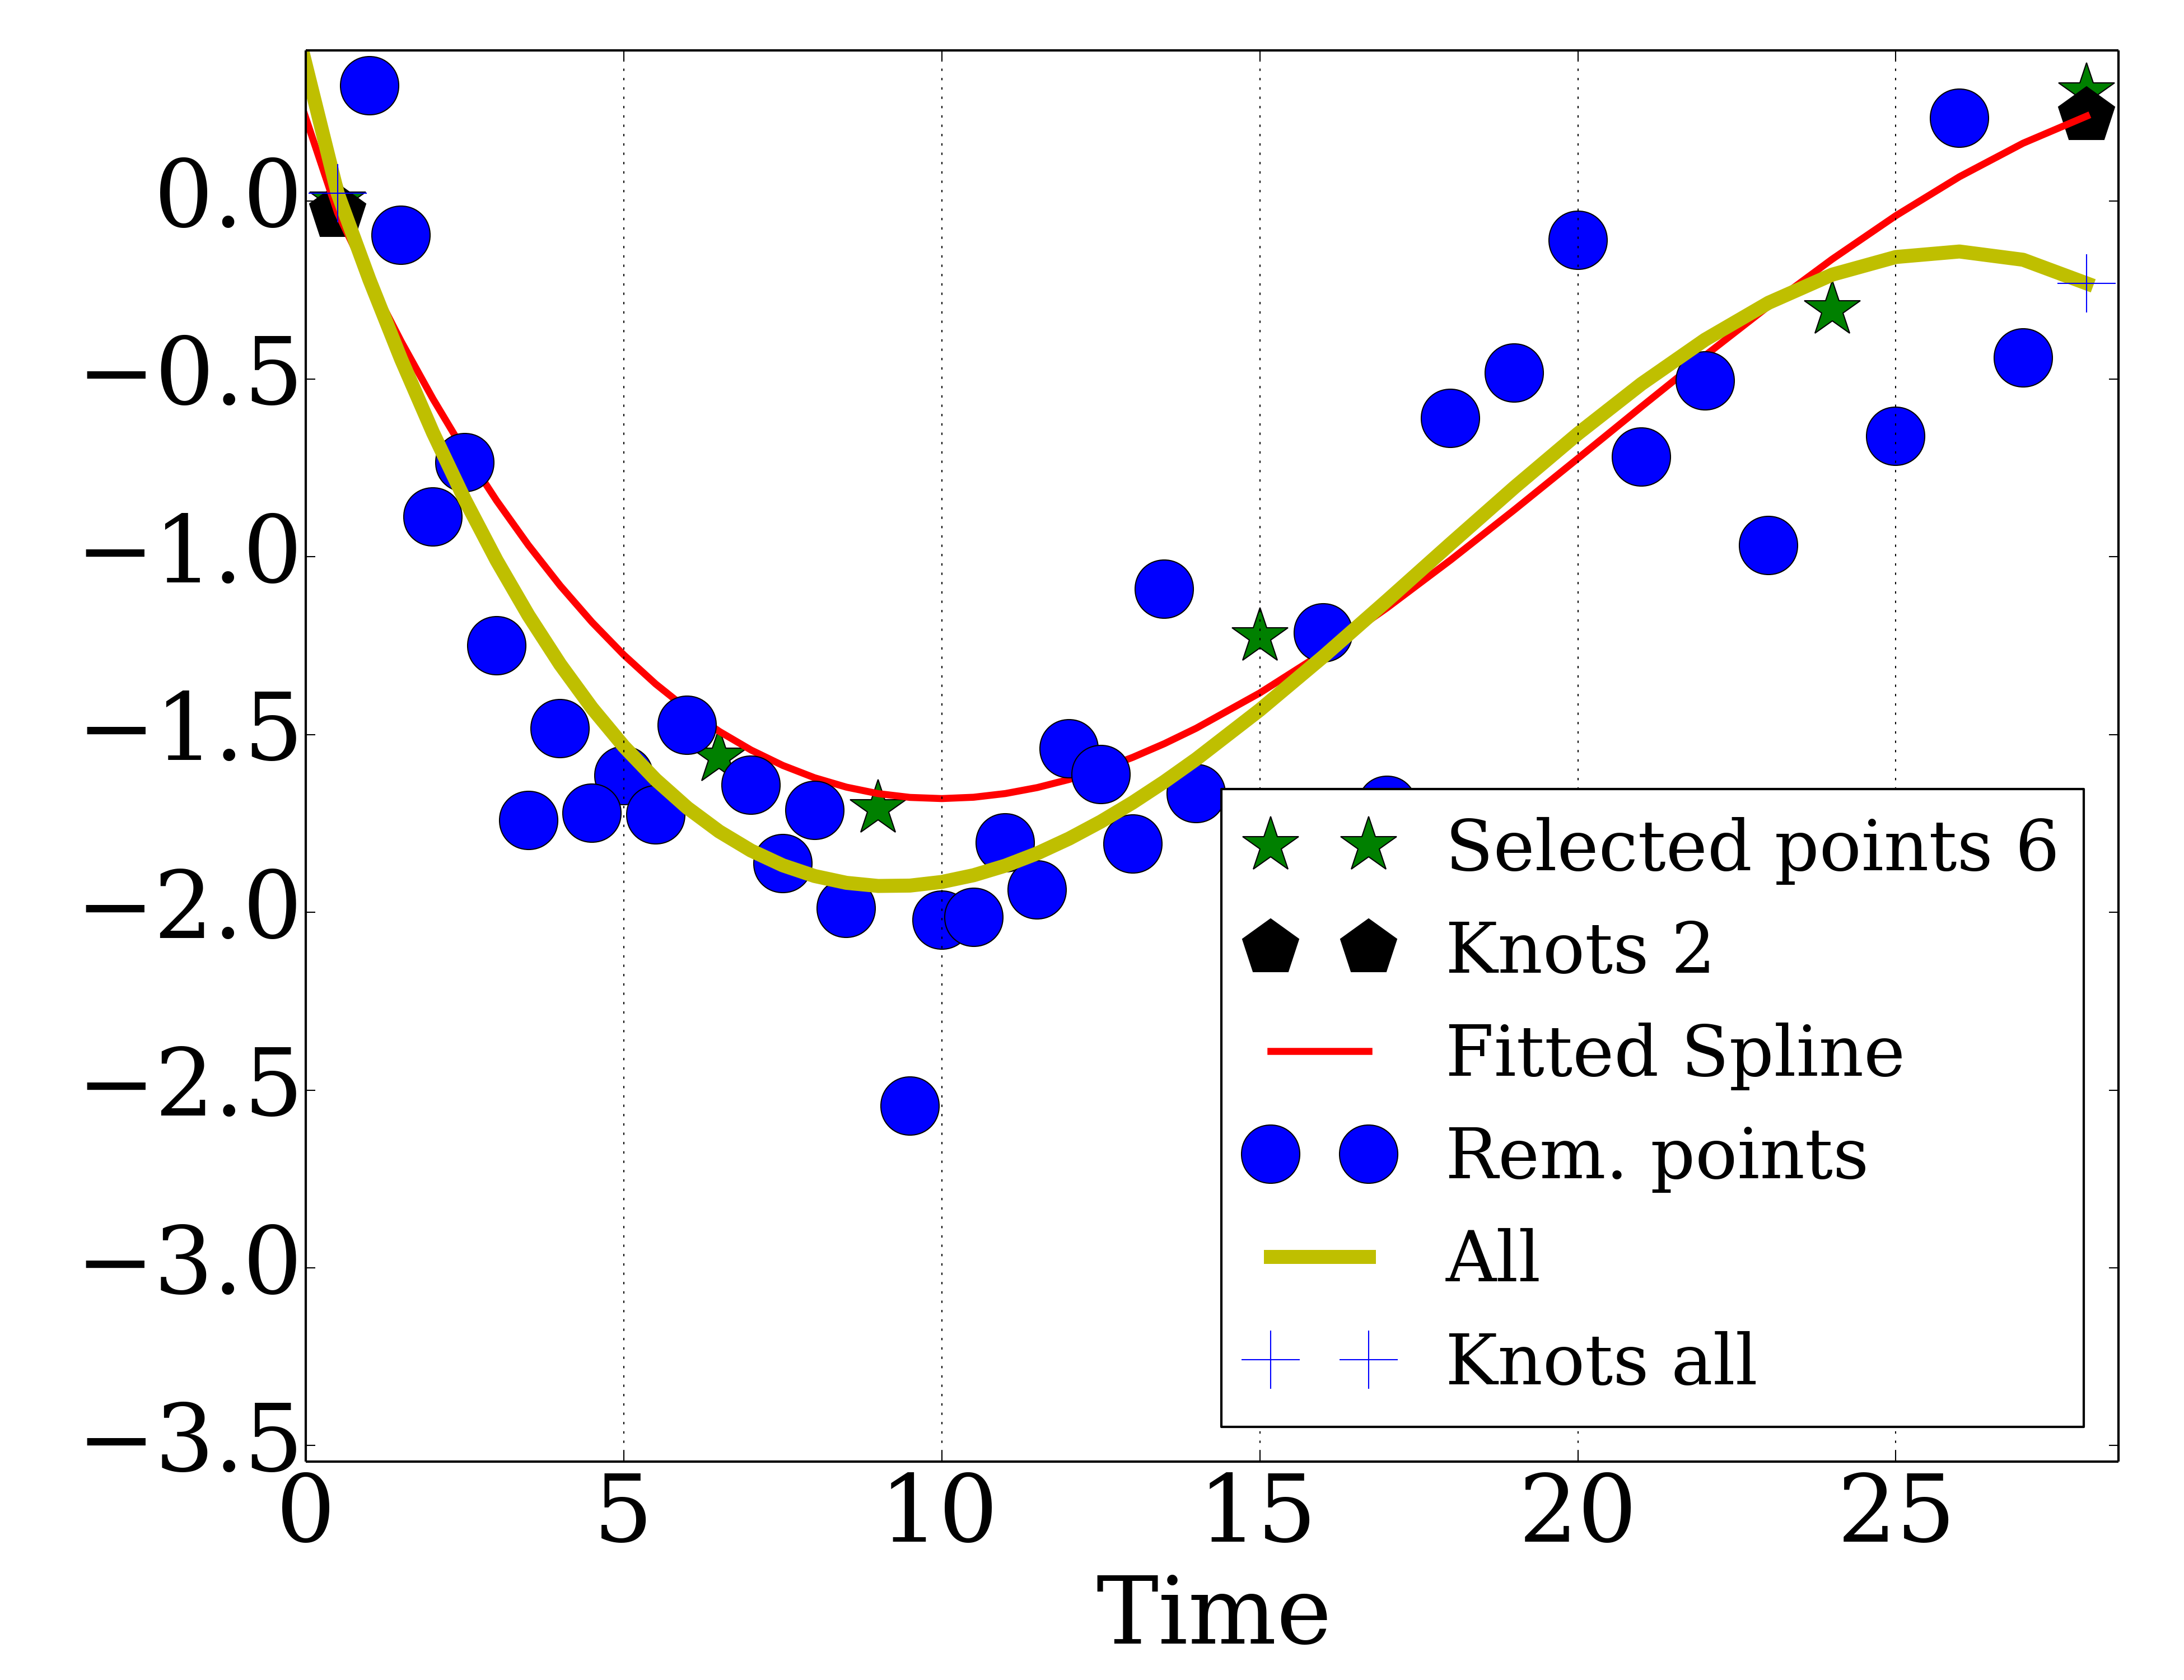 0.0
−0.5
−1.0
−1.5
−2.0
−2.5
−3.0
−3.5
Selected points 6
Knots 2
Fitted Spline
Rem. points
All
Knots all
0 5 10 15 20 25
Time